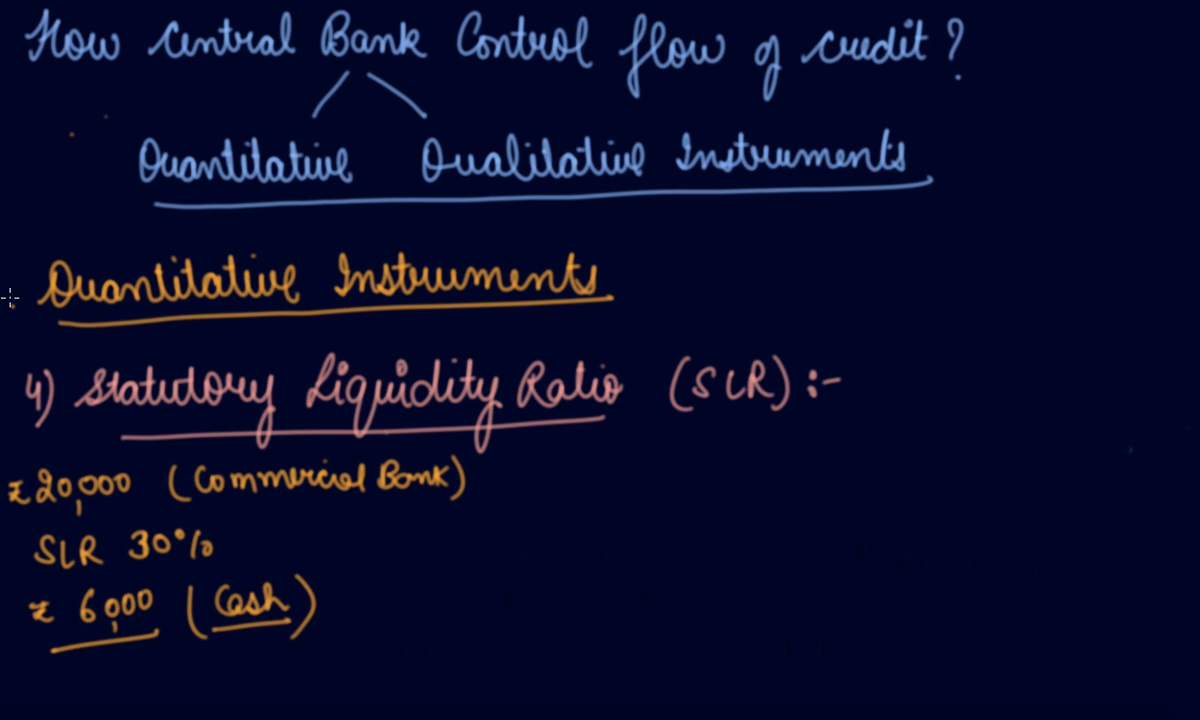 How Central Bank Control flow of credit?
Quantitative Qualitative Instruments
Quantitative Instruments
4) Statutory Liquidity Ratio (SLR) :-
₹20,000 (Commercial Bank)
SLR 30%
₹ 6,000 (Cash)